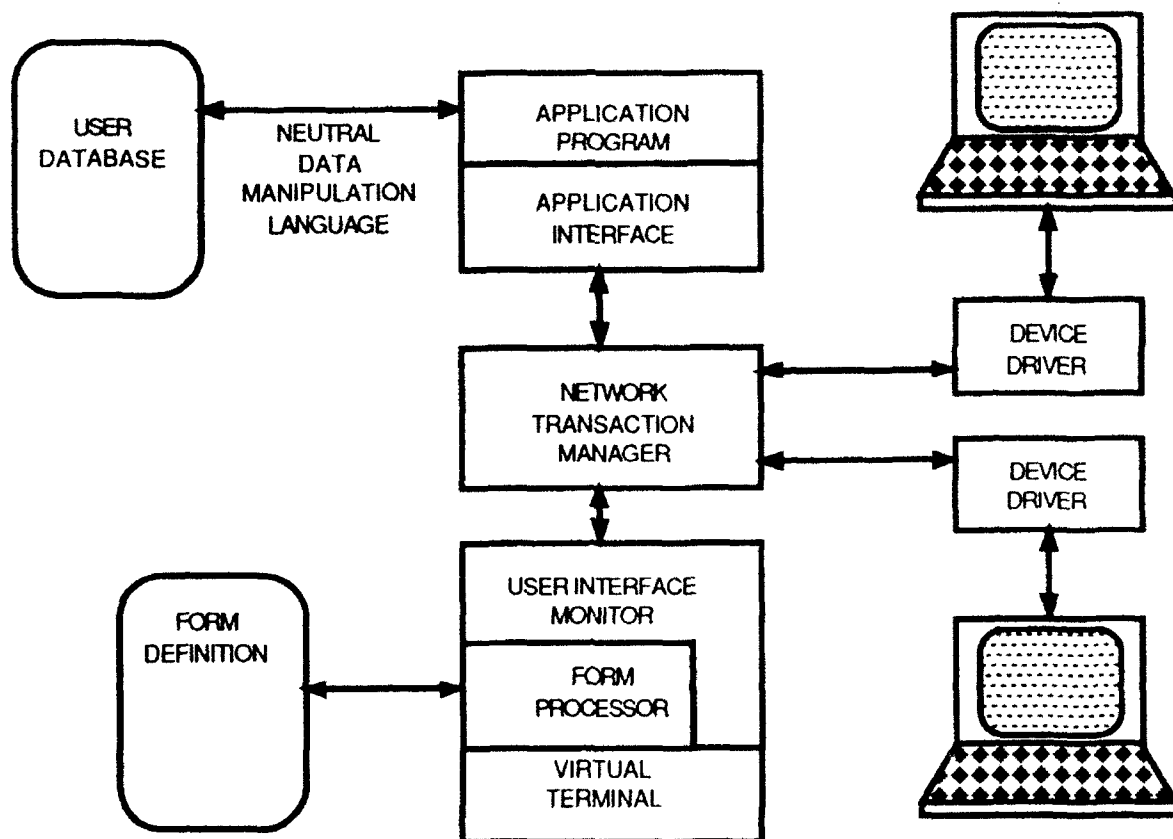 USER
DATABASE
NEUTRAL
DATA
MANIPULATION
LANGUAGE
APPLICATION
PROGRAM
APPLICATION
INTERFACE
DEVICE
DRIVER
NETWORK
TRANSACTION
MANAGER
DEVICE
DRIVER
USER INTERFACE
MONITOR
FORM
DEFINITION
FORM
PROCESSOR
VIRTUAL
TERMINAL